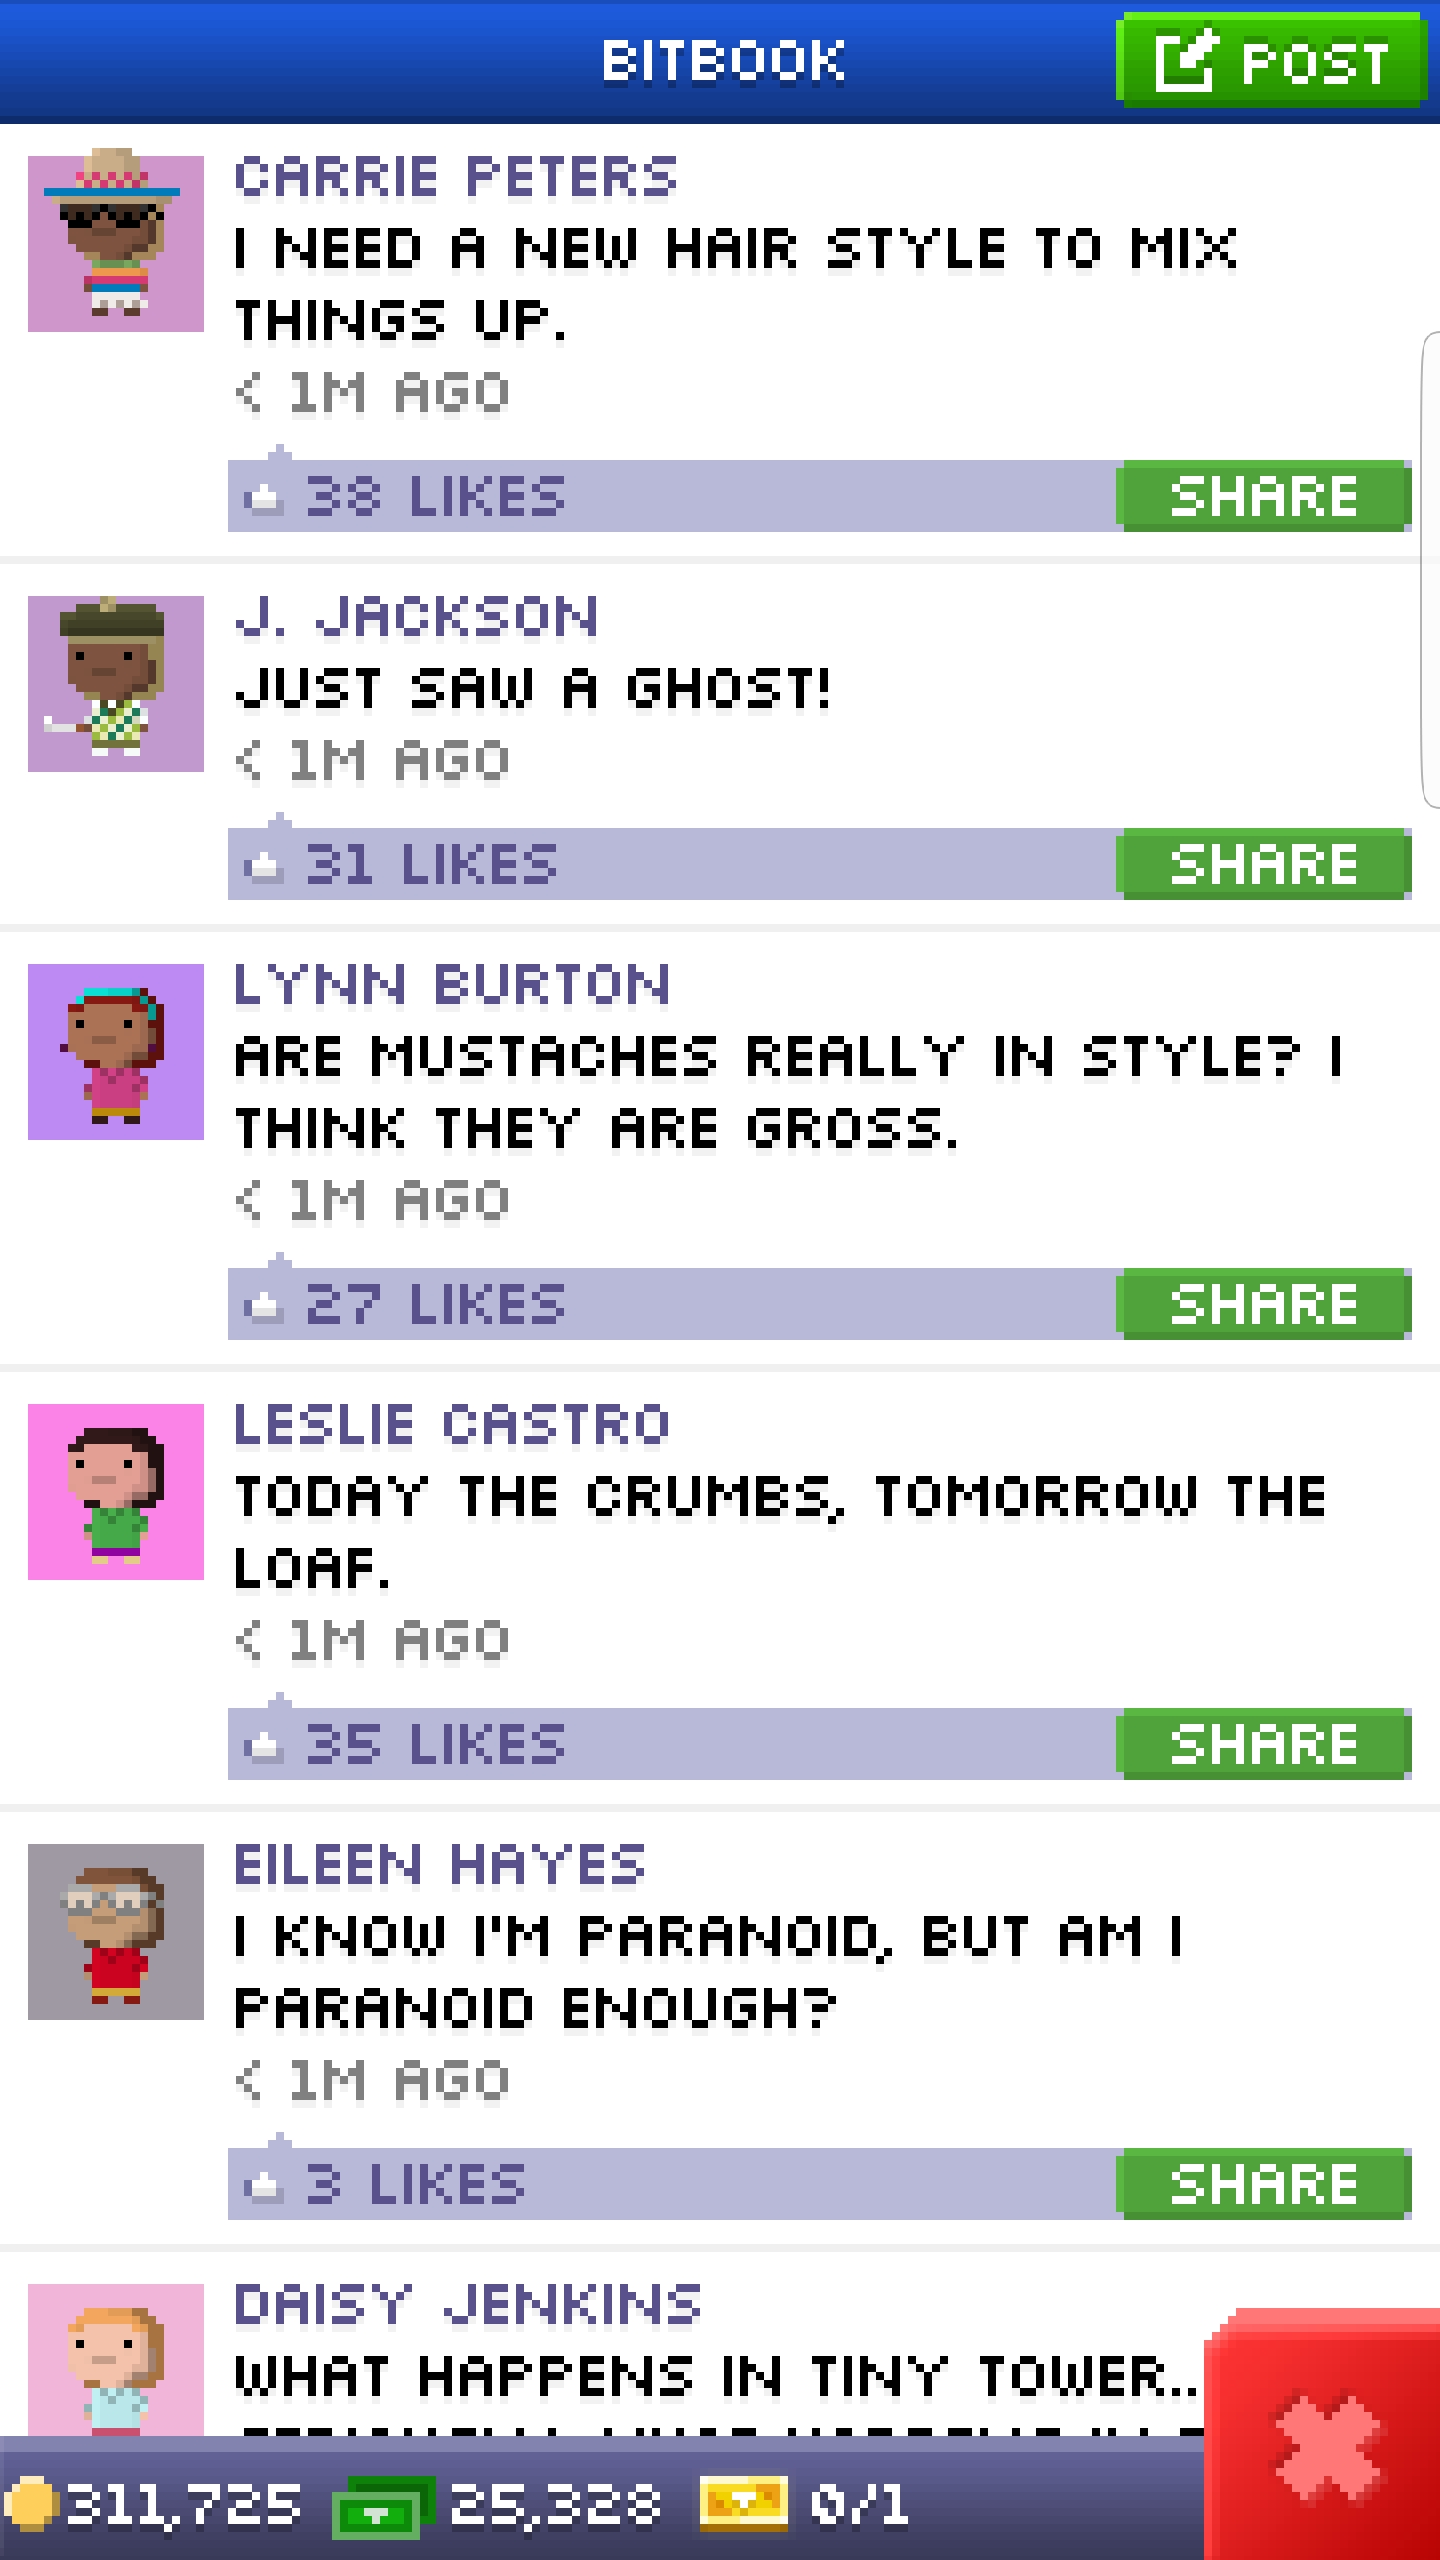 BITBOOK
POST
CARRIE PETERS
I NEED A NEW HAIR STYLE TO MIX
THINGS UP.
< 1M AGO
38 LIKES
SHARE
J. JACKSON
JUST SAW A GHOST!
< 1M AGO
31 LIKES
SHARE
LYNN BURTON
ARE MUSTACHES REALLY IN STYLE? I
THINK THEY ARE GROSS.
< 1M AGO
27 LIKES
SHARE
LESLIE CASTRO
TODAY THE CRUMBS, TOMORROW THE
LOAF.
< 1M AGO
35 LIKES
SHARE
EILEEN HAYES
I KNOW I'M PARANOID, BUT AM I
PARANOID ENOUGH?
< 1M AGO
3 LIKES
SHARE
DAISY JENKINS
WHAT HAPPENS IN TINY TOWER..
311,725
25,328
0/1